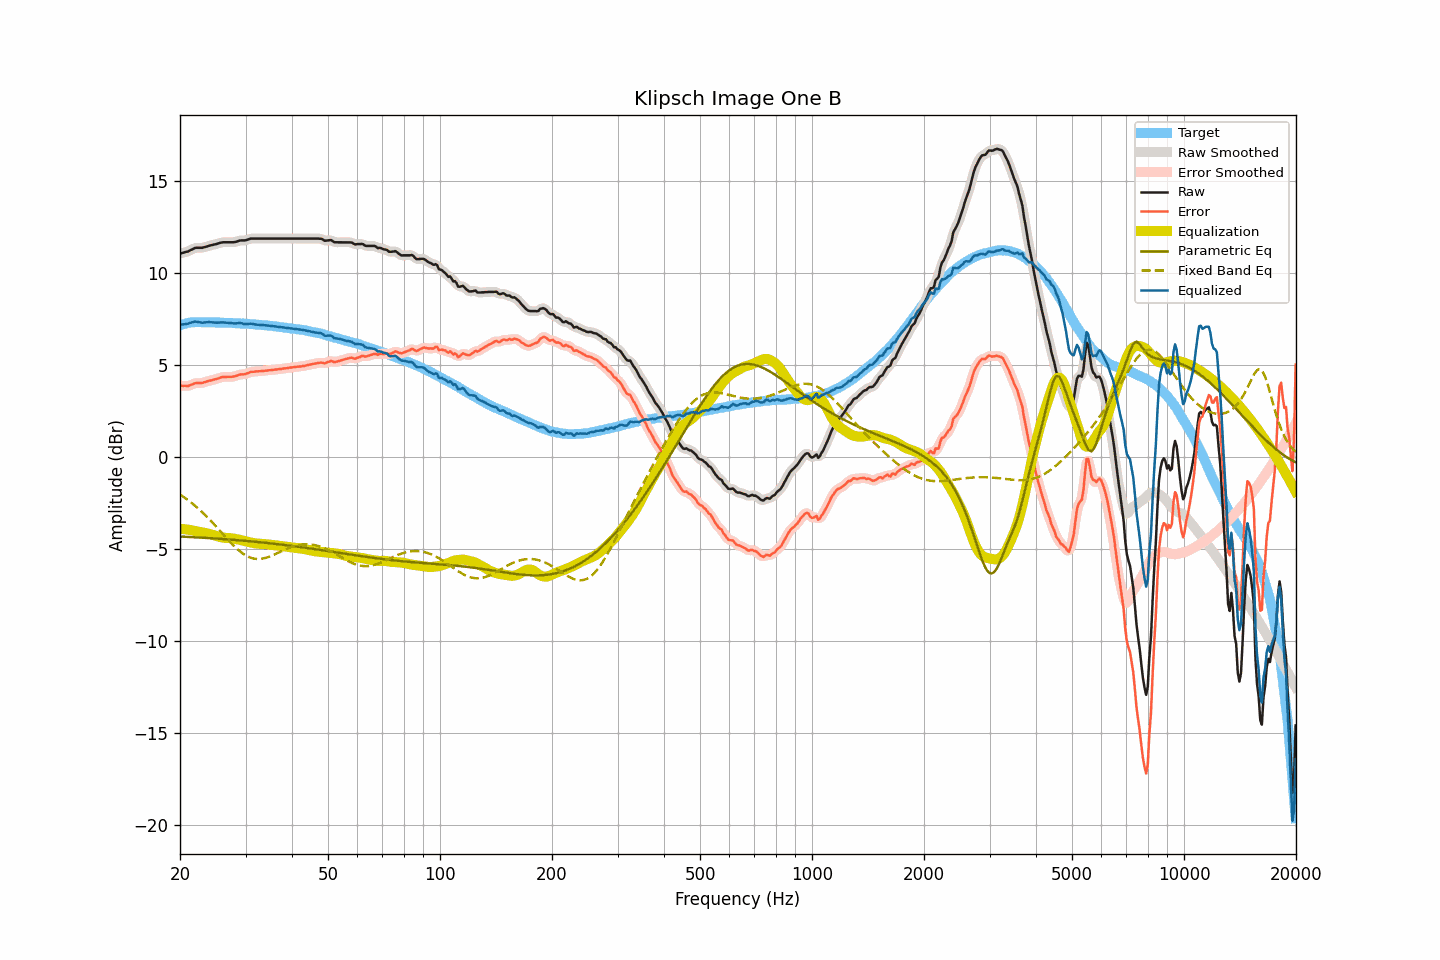 Klipsch Image One B
Target
Raw Smoothed
Error Smoothed
Raw
Error
Equalization
Parametric Eq
Fixed Band Eq
Equalized
15
10
5
0
−5
−10
−15
−20
Amplitude (dBr)
20 50 100 200 500 1000 2000 5000 10000 20000
Frequency (Hz)